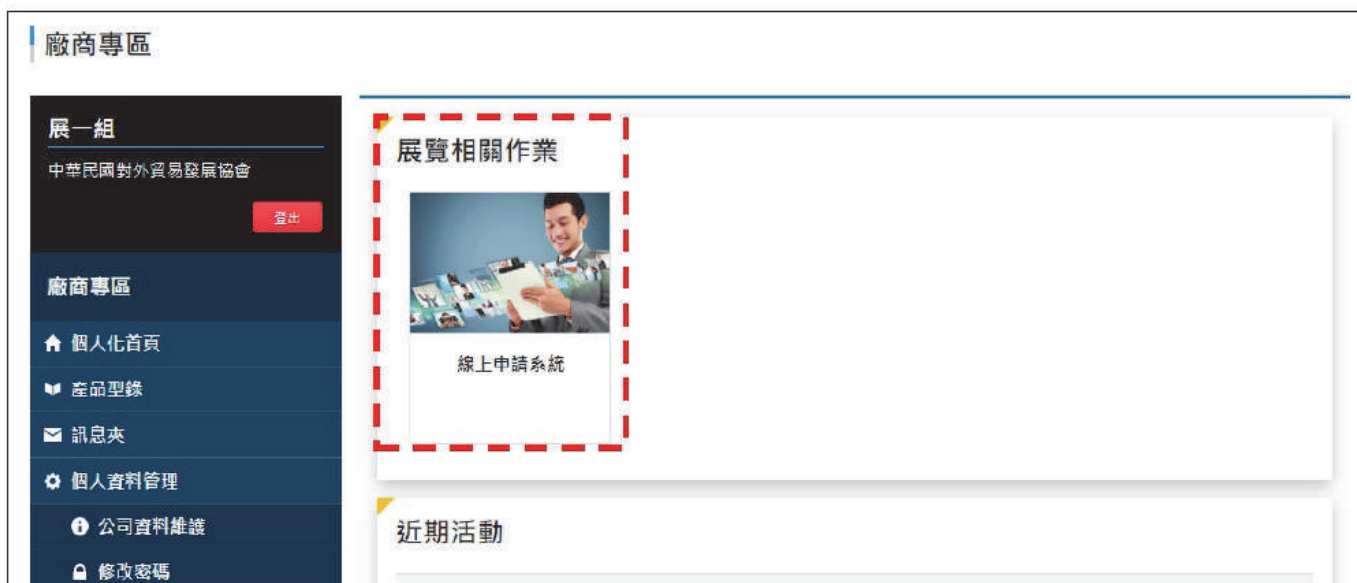 廠商專區
展一組
中華民國對外貿易發展協會
登出
廠商專區
個人化首頁
產品型錄
訊息夾
個人資料管理
公司資料維護
修改密碼
展覽相關作業
線上申請系統
近期活動